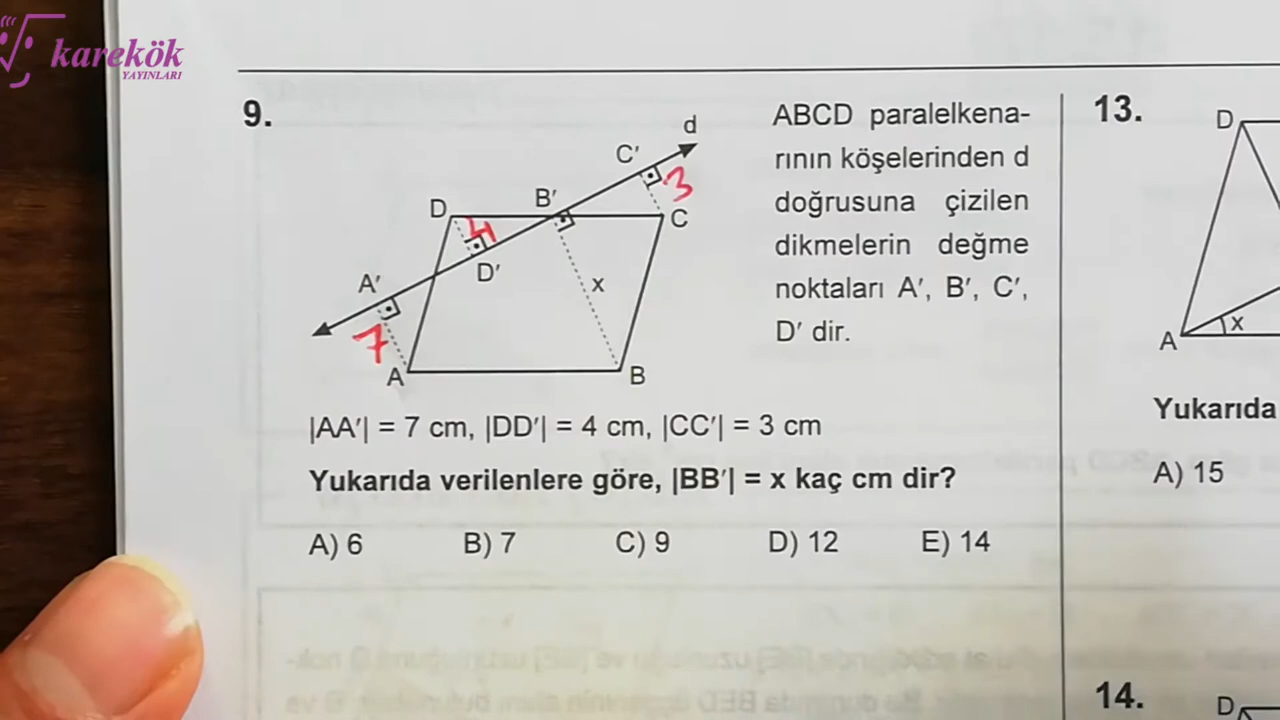 karekök
YAYINLARI
9.
d
C′
3
B′
D
4
C
D′
A′
x
7
A
B
ABCD paralelkena-
rının köşelerinden d
doğrusuna çizilen
dikmelerin değme
noktaları A′, B′, C′,
D′ dir.
|AA′| = 7 cm, |DD′| = 4 cm, |CC′| = 3 cm
Yukarıda verilenlere göre, |BB′| = x kaç cm dir?
A) 6 B) 7 C) 9 D) 12 E) 14
13.
D
x
A
Yukarıda
A) 15
14.
D